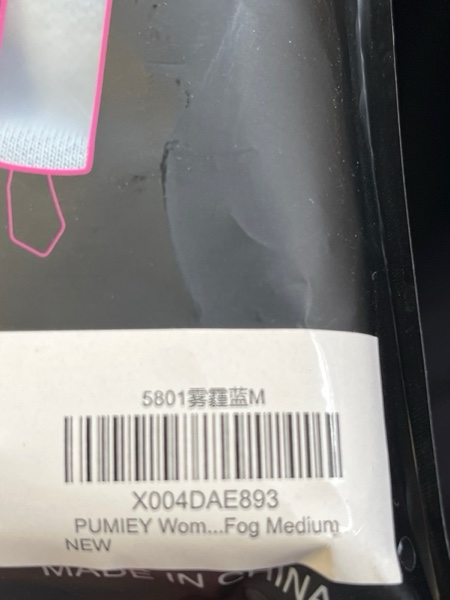 5801雾霾蓝M
X004DAE893
PUMIEY Wom...Fog Medium
NEW
MADE IN CHINA